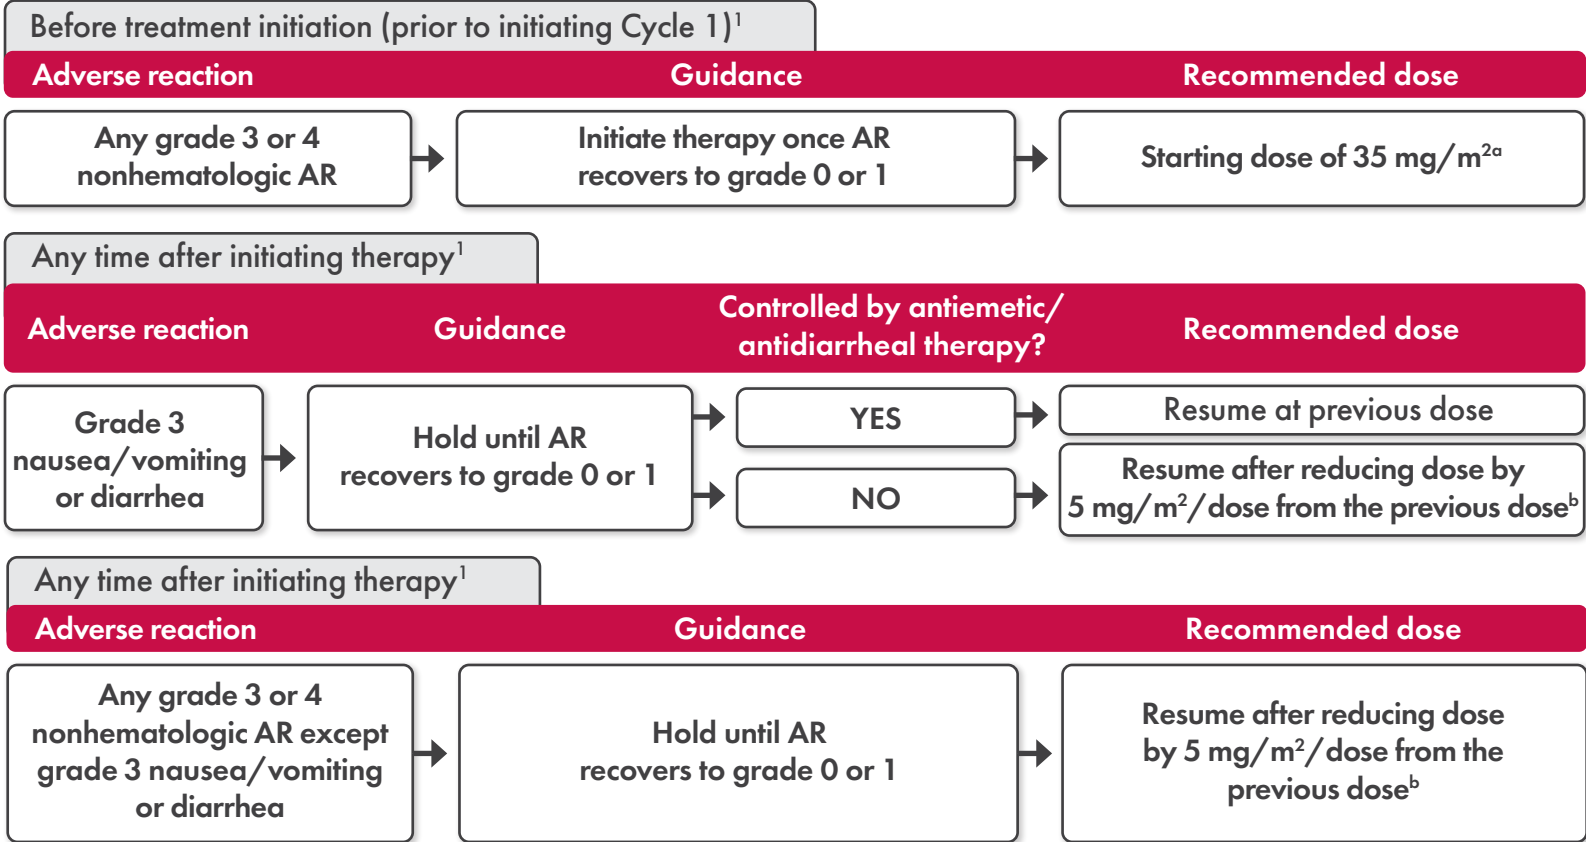 Before treatment initiation (prior to initiating Cycle 1)¹
Adverse reaction Guidance Recommended dose
Any grade 3 or 4
nonhematologic AR
Initiate therapy once AR
recovers to grade 0 or 1
Starting dose of 35 mg/m²ᵃ
Any time after initiating therapy¹
Adverse reaction
Guidance
Controlled by antiemetic/
antidiarrheal therapy?
Recommended dose
Grade 3
nausea/vomiting
or diarrhea
Hold until AR
recovers to grade 0 or 1
YES
Resume at previous dose
NO
Resume after reducing dose by
5 mg/m²/dose from the previous doseᵇ
Any time after initiating therapy¹
Adverse reaction Guidance Recommended dose
Any grade 3 or 4
nonhematologic AR except
grade 3 nausea/vomiting
or diarrhea
Hold until AR
recovers to grade 0 or 1
Resume after reducing dose
by 5 mg/m²/dose from the
previous doseᵇ